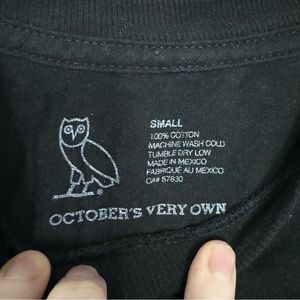 SMALL
100% COTTON
MACHINE WASH COLD
TUMBLE DRY LOW
MADE IN MEXICO
FABRIQUÉ AU MEXICO
CA# 57830
OCTOBER'S VERY OWN